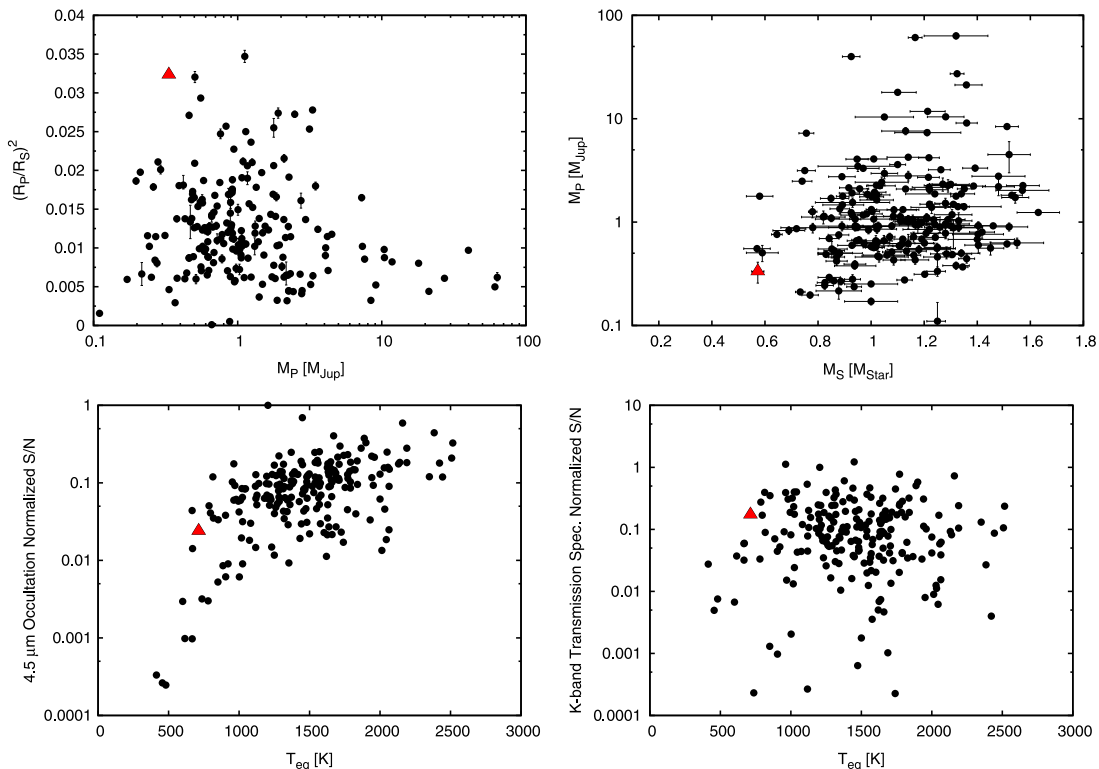 0.04
0.035
0.03
0.025
0.02
0.015
0.01
0.005
0
(R_P/R_S)^2
0.1 1 10 100
M_P [M_Jup]
100
10
1
0.1
M_P [M_Jup]
0.2 0.4 0.6 0.8 1 1.2 1.4 1.6 1.8
M_S [M_Star]
1
0.1
0.01
0.001
0.0001
4.5 μm Occultation Normalized S/N
0 500 1000 1500 2000 2500 3000
T_eq [K]
10
1
0.1
0.01
0.001
0.0001
K-band Transmission Spec. Normalized S/N
0 500 1000 1500 2000 2500 3000
T_eq [K]